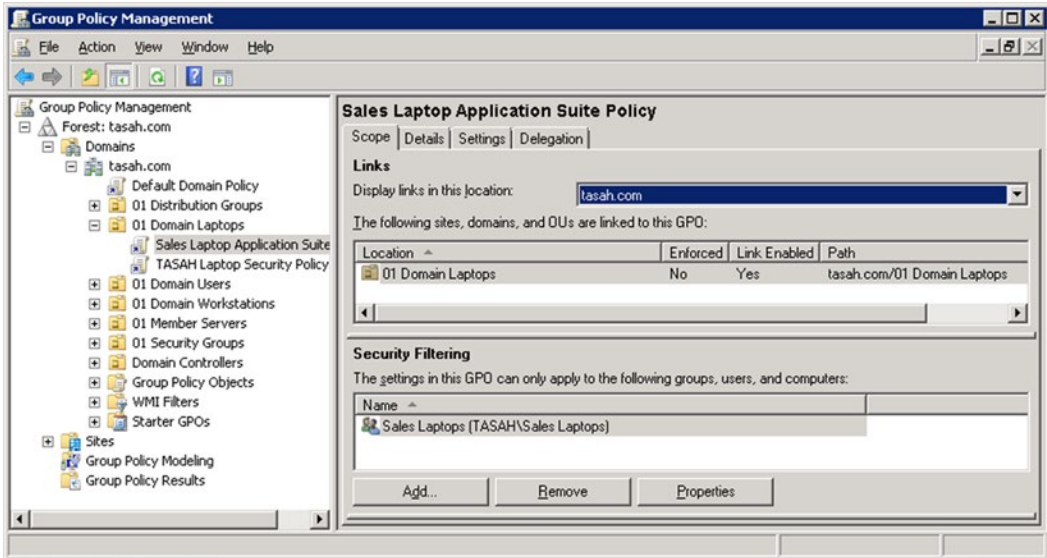 Group Policy Management
File Action View Window Help
Group Policy Management
Forest: tasah.com
Domains
tasah.com
Default Domain Policy
01 Distribution Groups
01 Domain Laptops
Sales Laptop Application Suite
TASAH Laptop Security Policy
01 Domain Users
01 Domain Workstations
01 Member Servers
01 Security Groups
Domain Controllers
Group Policy Objects
WMI Filters
Starter GPOs
Sites
Group Policy Modeling
Group Policy Results
Sales Laptop Application Suite Policy
Scope Details Settings Delegation
Links
Display links in this location: tasah.com
The following sites, domains, and OUs are linked to this GPO:
Location Enforced Link Enabled Path
01 Domain Laptops No Yes tasah.com/01 Domain Laptops
Security Filtering
The settings in this GPO can only apply to the following groups, users, and computers:
Name
Sales Laptops (TASAH\Sales Laptops)
Add... Remove Properties